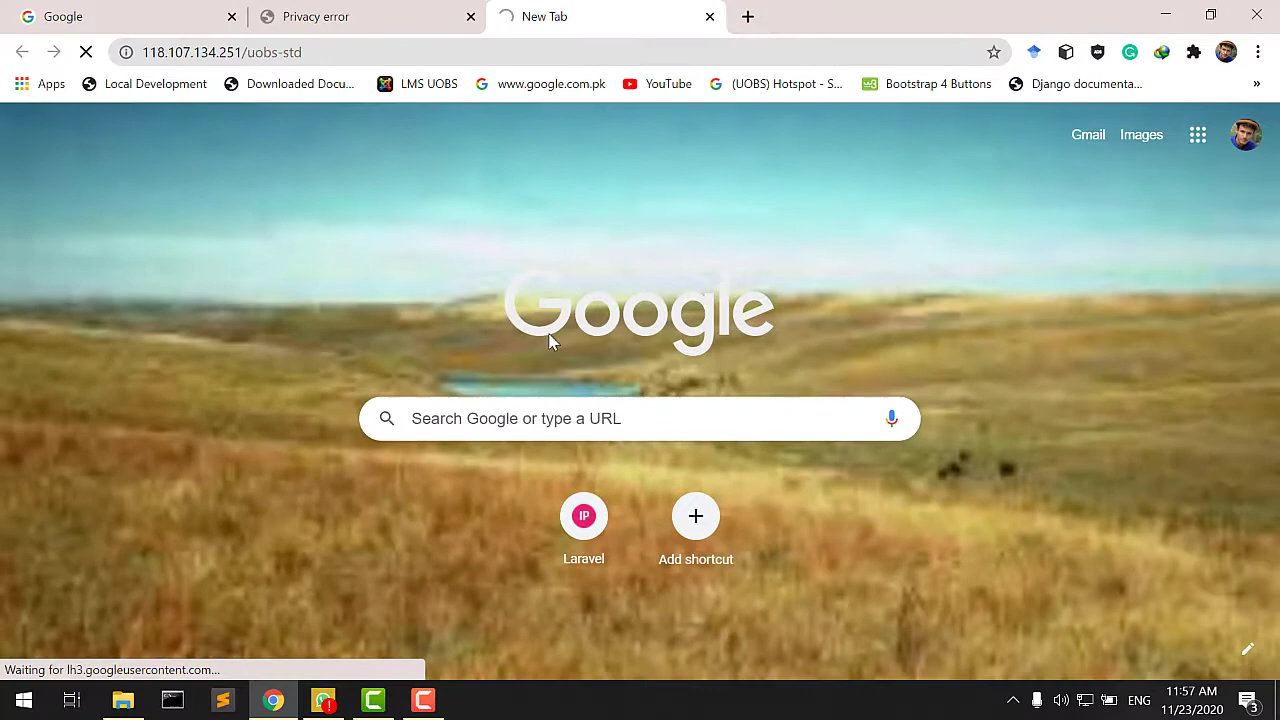 Google
Privacy error
New Tab
118.107.134.251/uobs-std
Apps
Local Development
Downloaded Docu...
LMS UOBS
www.google.com.pk
YouTube
(UOBS) Hotspot - S...
Bootstrap 4 Buttons
Django documenta...
»
Gmail
Images
Google
Search Google or type a URL
IP
Laravel
Add shortcut
Waiting for lh3.googleusercontent.com...
ENG
11:57 AM
11/23/2020
3